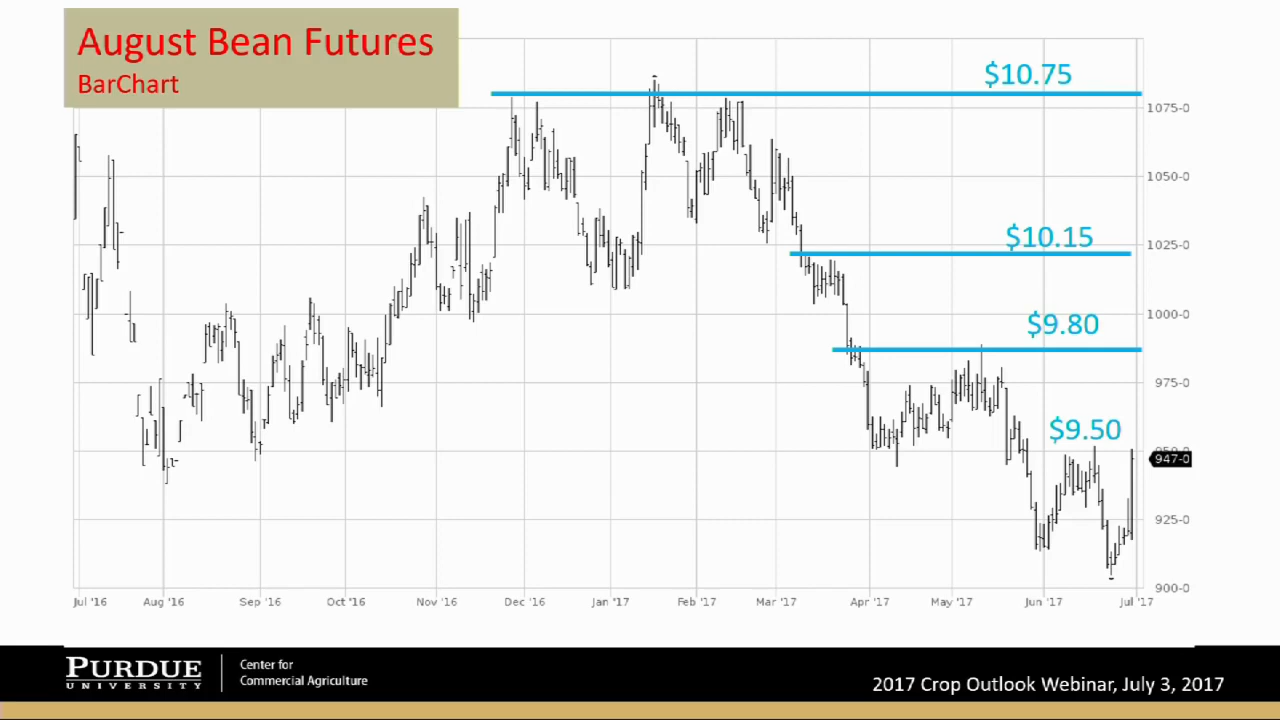 August Bean Futures
BarChart
$10.75
1075-0
1050-0
$10.15
1025-0
1000-0
$9.80
975-0
$9.50
947-0
925-0
900-0
Jul '16 Aug '16 Sep '16 Oct '16 Nov '16 Dec '16 Jan '17 Feb '17 Mar '17 Apr '17 May '17 Jun '17 Jul '17
PURDUE
UNIVERSITY
Center for
Commercial Agriculture
2017 Crop Outlook Webinar, July 3, 2017